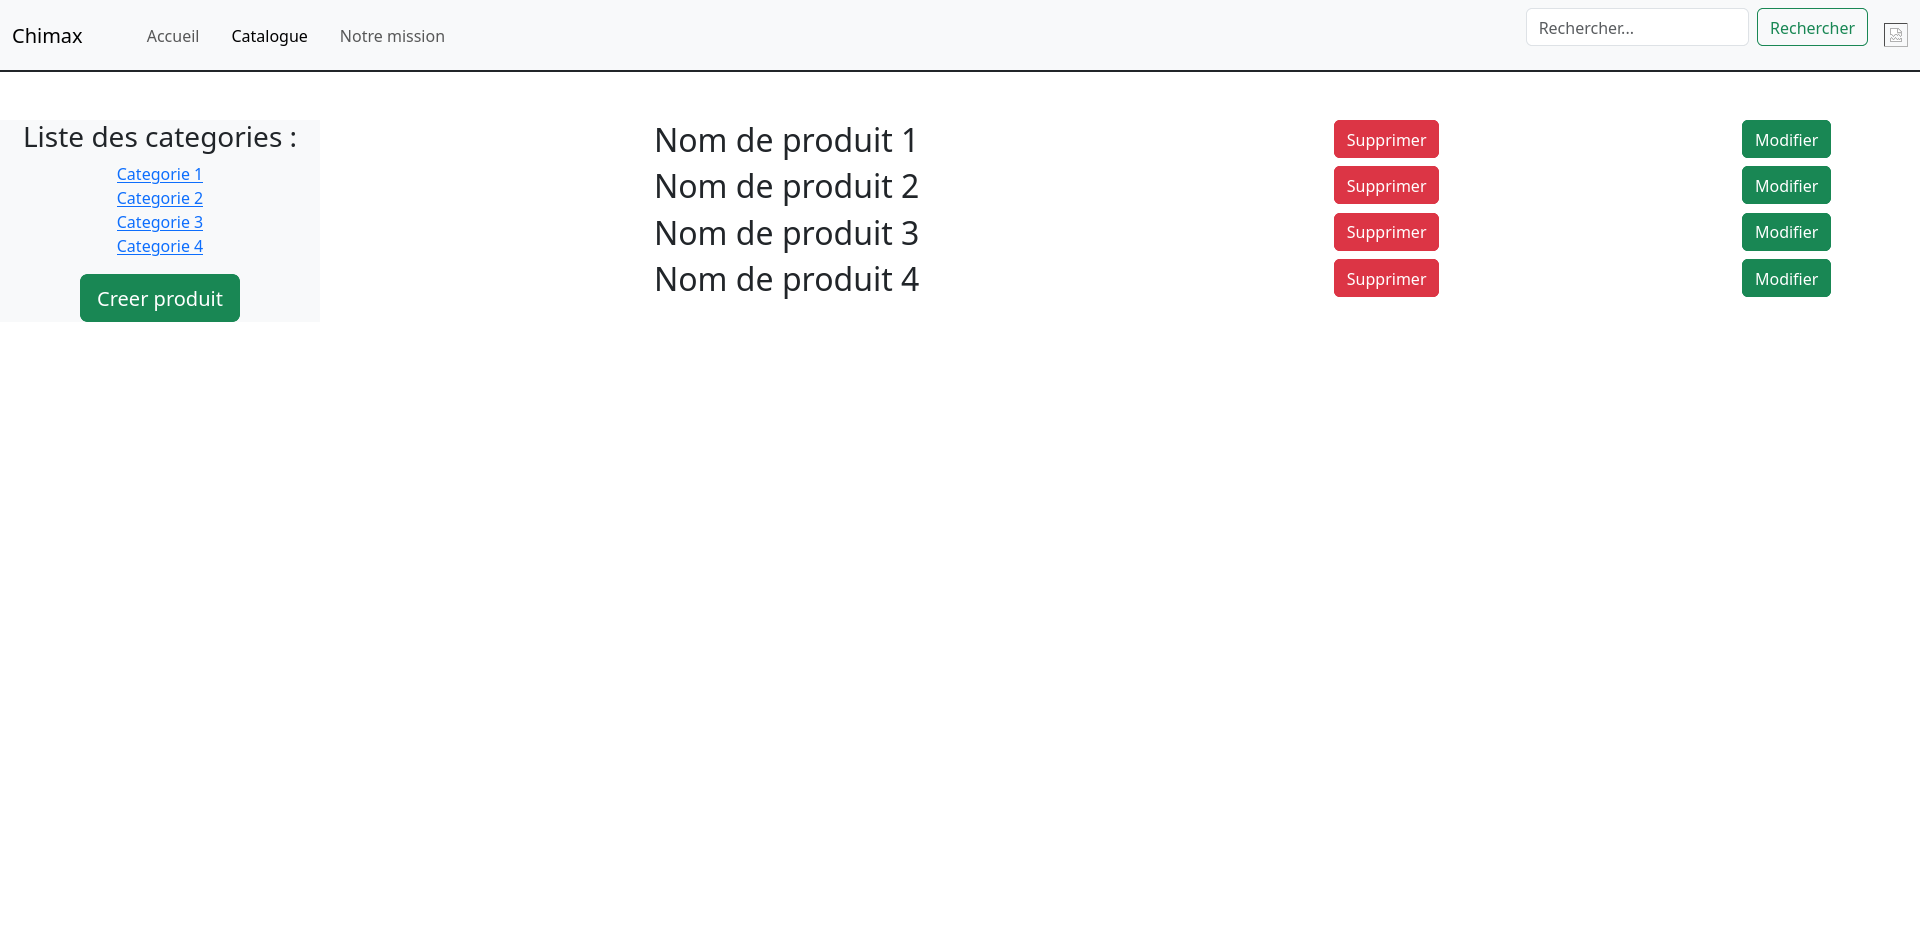 Chimax Accueil Catalogue Notre mission Rechercher... Rechercher
Liste des categories :
Categorie 1
Categorie 2
Categorie 3
Categorie 4
Creer produit
Nom de produit 1 Supprimer Modifier
Nom de produit 2 Supprimer Modifier
Nom de produit 3 Supprimer Modifier
Nom de produit 4 Supprimer Modifier